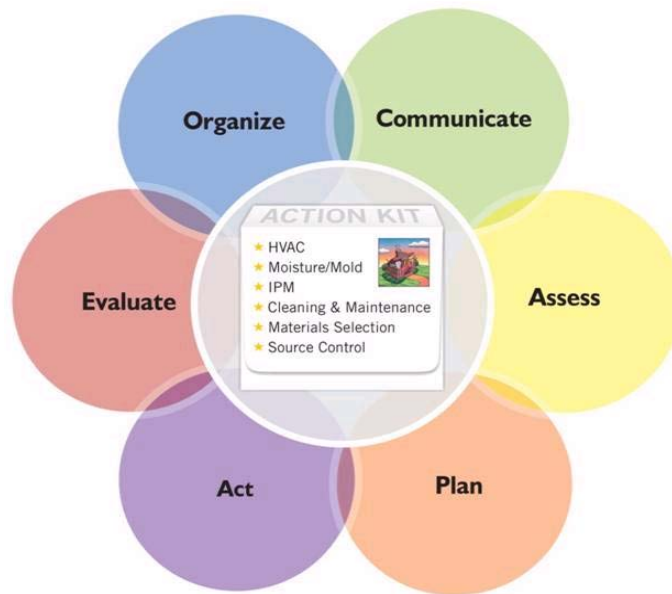 Organize
Communicate
Evaluate
Assess
Act
Plan
ACTION KIT
HVAC
Moisture/Mold
IPM
Cleaning & Maintenance
Materials Selection
Source Control